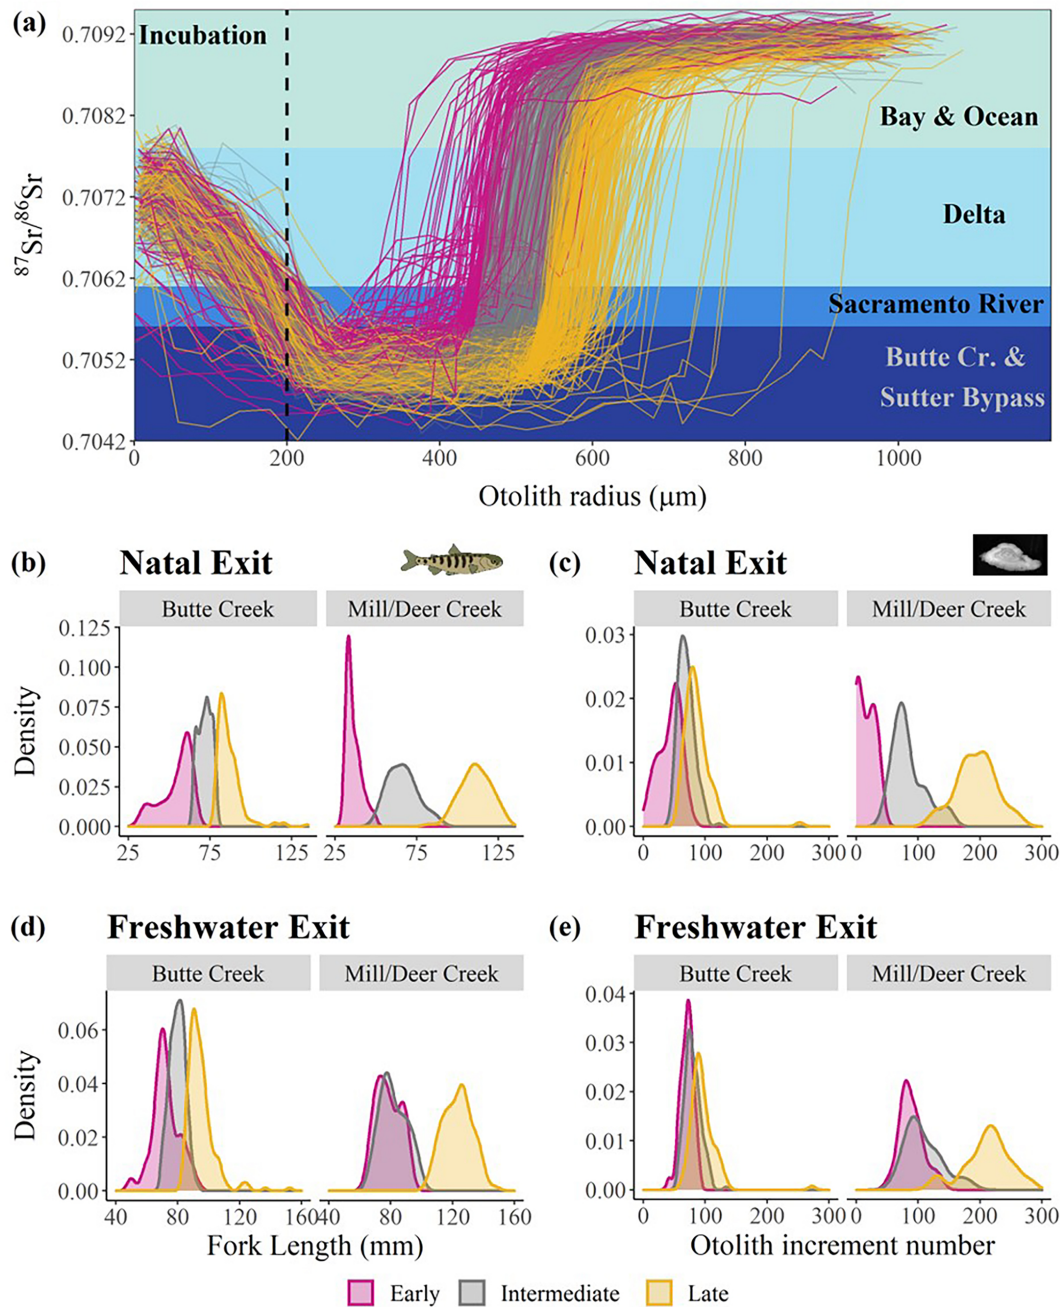 (a)
Incubation
0.7092
0.7082
0.7072
0.7062
0.7052
0.7042
⁸⁷Sr/⁸⁶Sr
Bay & Ocean
Delta
Sacramento River
Butte Cr. &
Sutter Bypass
0 200 400 600 800 1000
Otolith radius (μm)
(b) Natal Exit
Butte Creek Mill/Deer Creek
0.125
0.100
0.075
0.050
0.025
0.000
Density
25 75 125 25 75 125
(c) Natal Exit
Butte Creek Mill/Deer Creek
0.03
0.02
0.01
0.00
0 100 200 300 0 100 200 300
(d) Freshwater Exit
Butte Creek Mill/Deer Creek
0.06
0.04
0.02
0.00
Density
40 80 120 160 40 80 120 160
Fork Length (mm)
(e) Freshwater Exit
Butte Creek Mill/Deer Creek
0.04
0.03
0.02
0.01
0.00
0 100 200 300 0 100 200 300
Otolith increment number
Early Intermediate Late